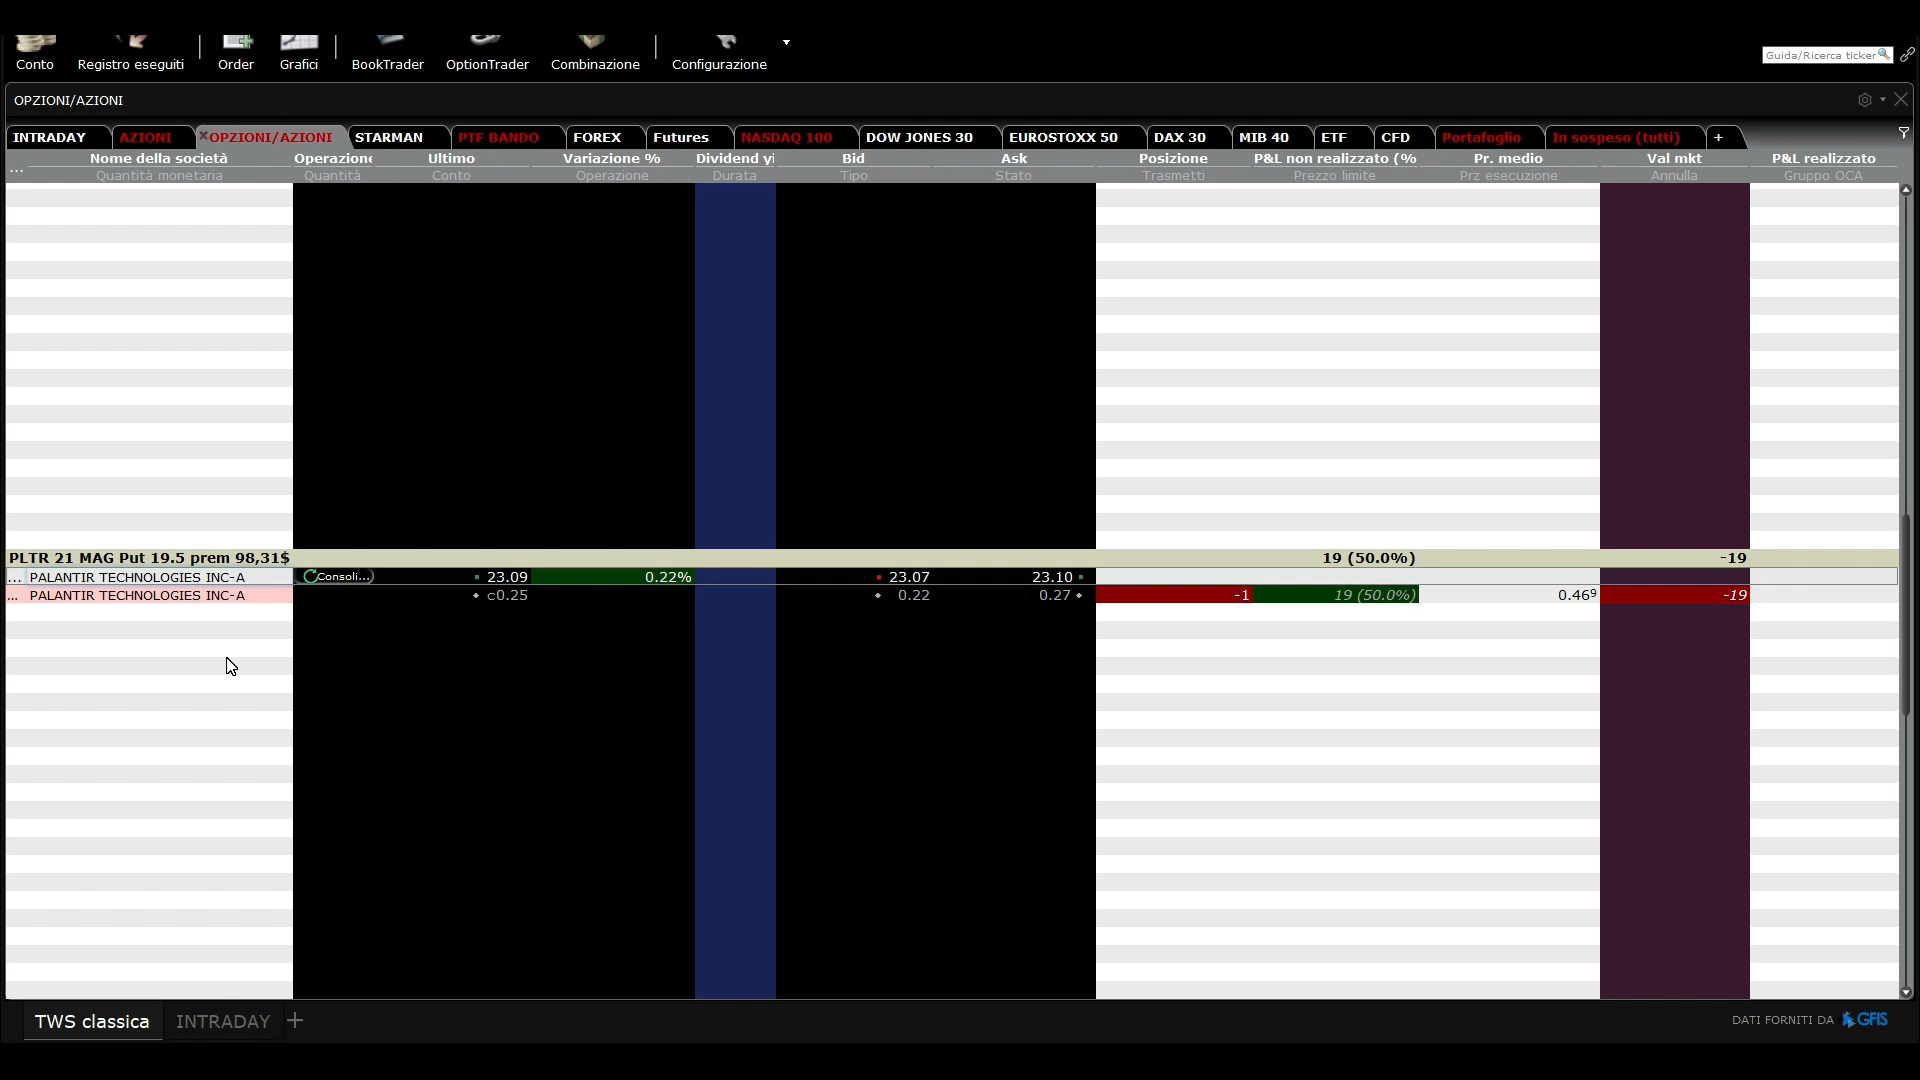 Conto Registro eseguiti Order Grafici BookTrader OptionTrader Combinazione Configurazione
Guida/Ricerca ticker
OPZIONI/AZIONI
INTRADAY AZIONI OPZIONI/AZIONI STARMAN PTF BANDO FOREX Futures NASDAQ 100 DOW JONES 30 EUROSTOXX 50 DAX 30 MIB 40 ETF CFD Portafoglio In sospeso (tutti) +
Nome della società Operazione Ultimo Variazione % Dividend yi Bid Ask Posizione P&L non realizzato (% Pr. medio Val mkt P&L realizzato
... Quantità monetaria Quantità Conto Operazione Durata Tipo Stato Trasmetti Prezzo limite Prz esecuzione Annulla Gruppo OCA
PLTR 21 MAG Put 19.5 prem 98,31$ 19 (50.0%) -19
... PALANTIR TECHNOLOGIES INC-A Consoli... 23.09 0.22% 23.07 23.10
... PALANTIR TECHNOLOGIES INC-A c0.25 0.22 0.27 -1 19 (50.0%) 0.46⁹ -19
TWS classica INTRADAY +
DATI FORNITI DA GFIS